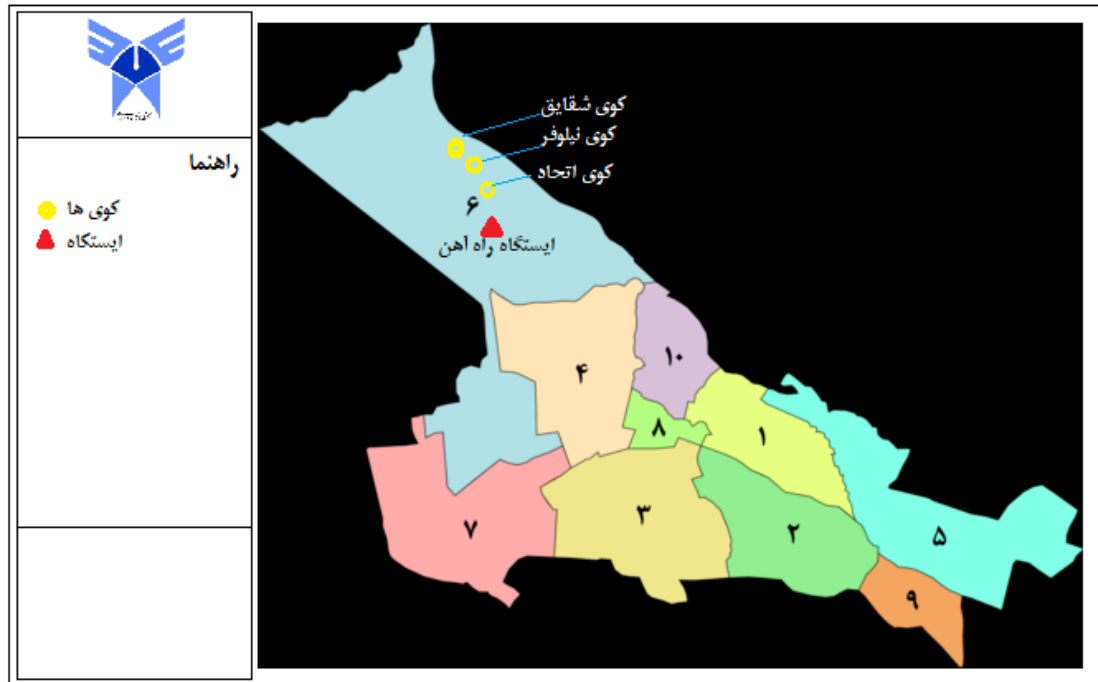 راهنما
کوی ها
ایستگاه
کوی شقایق
کوی نیلوفر
کوی اتحاد
۶
ایستگاه راه آهن
۴
۱۰
۸
۱
۷
۳
۲
۵
۹